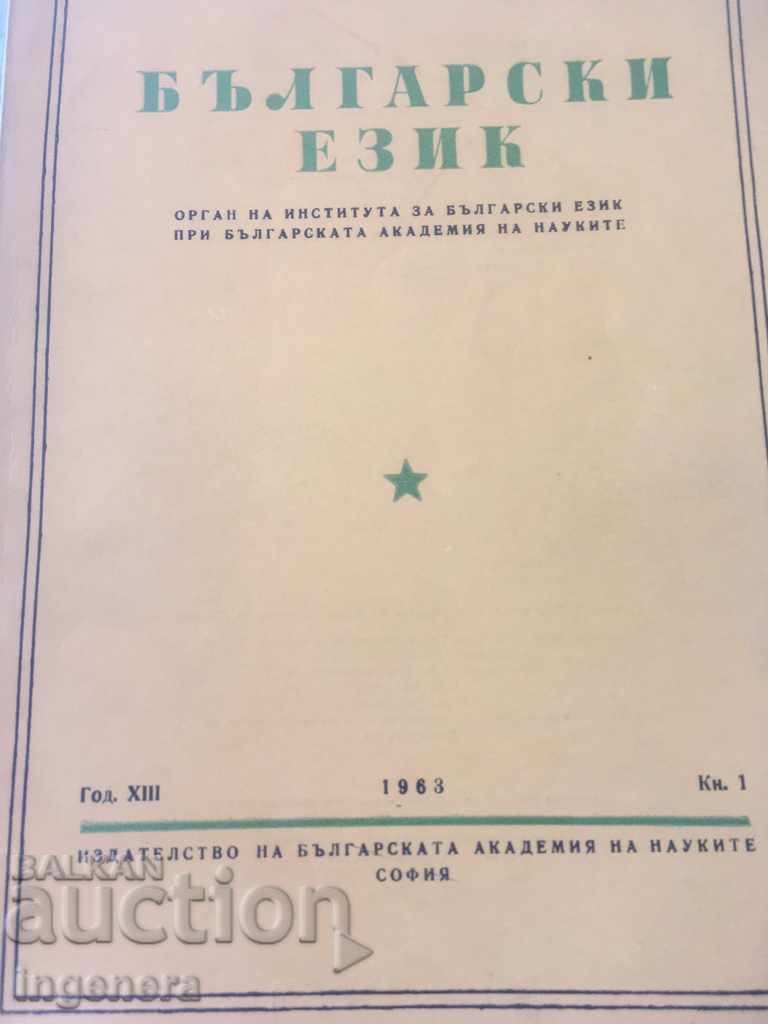 БЪЛГАРСКИ
ЕЗИК
ОРГАН НА ИНСТИТУТА ЗА БЪЛГАРСКИ ЕЗИК
ПРИ БЪЛГАРСКАТА АКАДЕМИЯ НА НАУКИТЕ
Год. XIII 1963 Кн. 1
ИЗДАТЕЛСТВО НА БЪЛГАРСКАТА АКАДЕМИЯ НА НАУКИТЕ
СОФИЯ
BALKAN
auction
ingenera